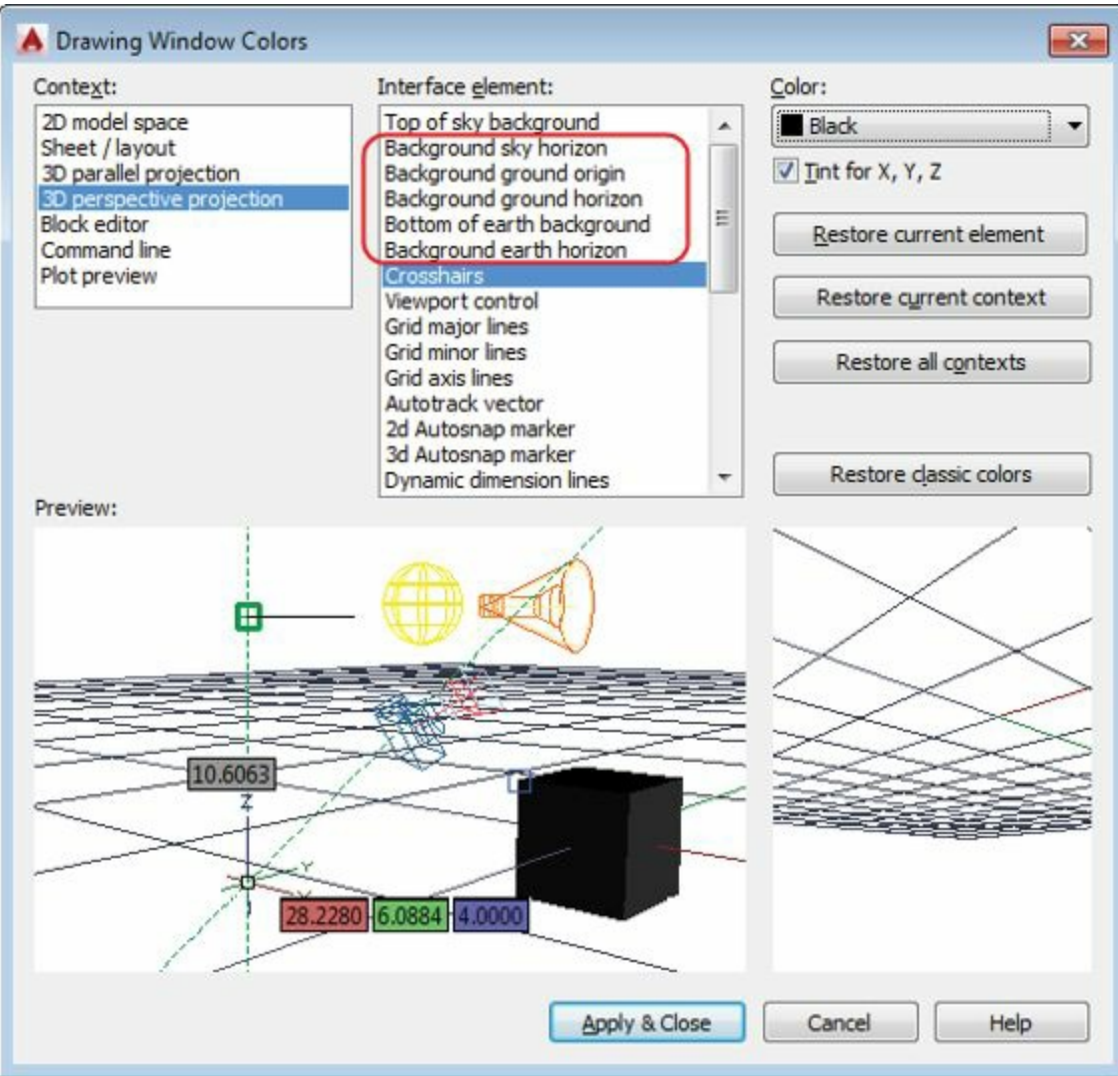 Drawing Window Colors
Context:
2D model space
Sheet / layout
3D parallel projection
3D perspective projection
Block editor
Command line
Plot preview
Interface element:
Top of sky background
Background sky horizon
Background ground origin
Background ground horizon
Bottom of earth background
Background earth horizon
Crosshairs
Viewport control
Grid major lines
Grid minor lines
Grid axis lines
Autotrack vector
2d Autosnap marker
3d Autosnap marker
Dynamic dimension lines
Color:
Black
Tint for X, Y, Z
Restore current element
Restore current context
Restore all contexts
Restore classic colors
Preview:
10.6063
Z
Y
X
28.2280 6.0884 4.0000
Apply & Close
Cancel
Help